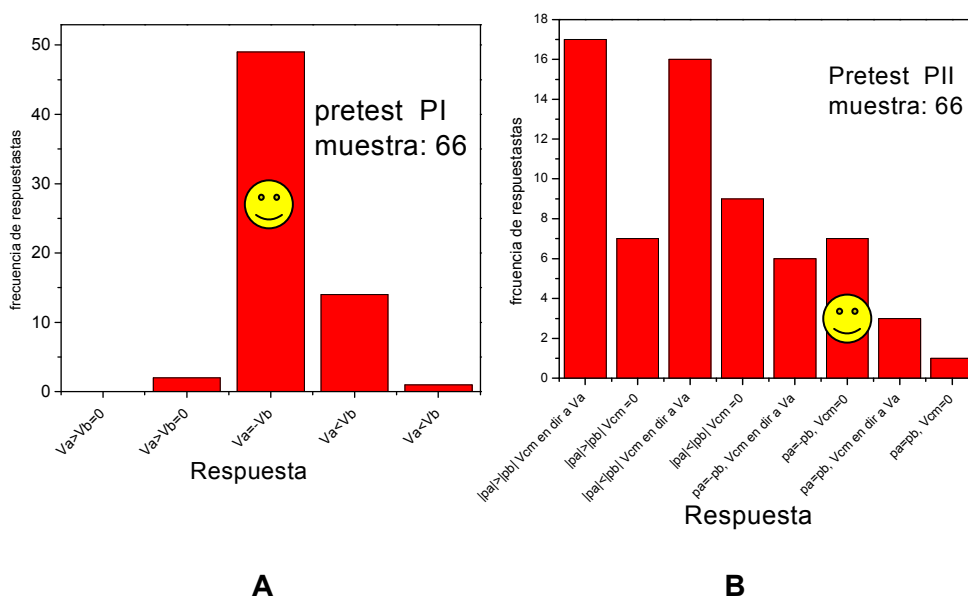 50
40
30
20
10
0
frecuencia de respuestastas
pretest PI
muestra: 66
Va>Vb=0
Va>Vb=0
Va=-Vb
Va<Vb
Va<Vb
Respuesta
A
18
16
14
12
10
8
6
4
2
0
frcuencia de respuestastas
Pretest PII
muestra: 66
|pa|>|pb| Vcm en dir a Va
|pa|>|pb| Vcm =0
|pa|<|pb| Vcm en dir a Va
|pa|<|pb| Vcm =0
pa=-pb, Vcm en dir a Va
pa=-pb, Vcm=0
pa=pb, Vcm en dir a Va
pa=pb, Vcm=0
Respuesta
B